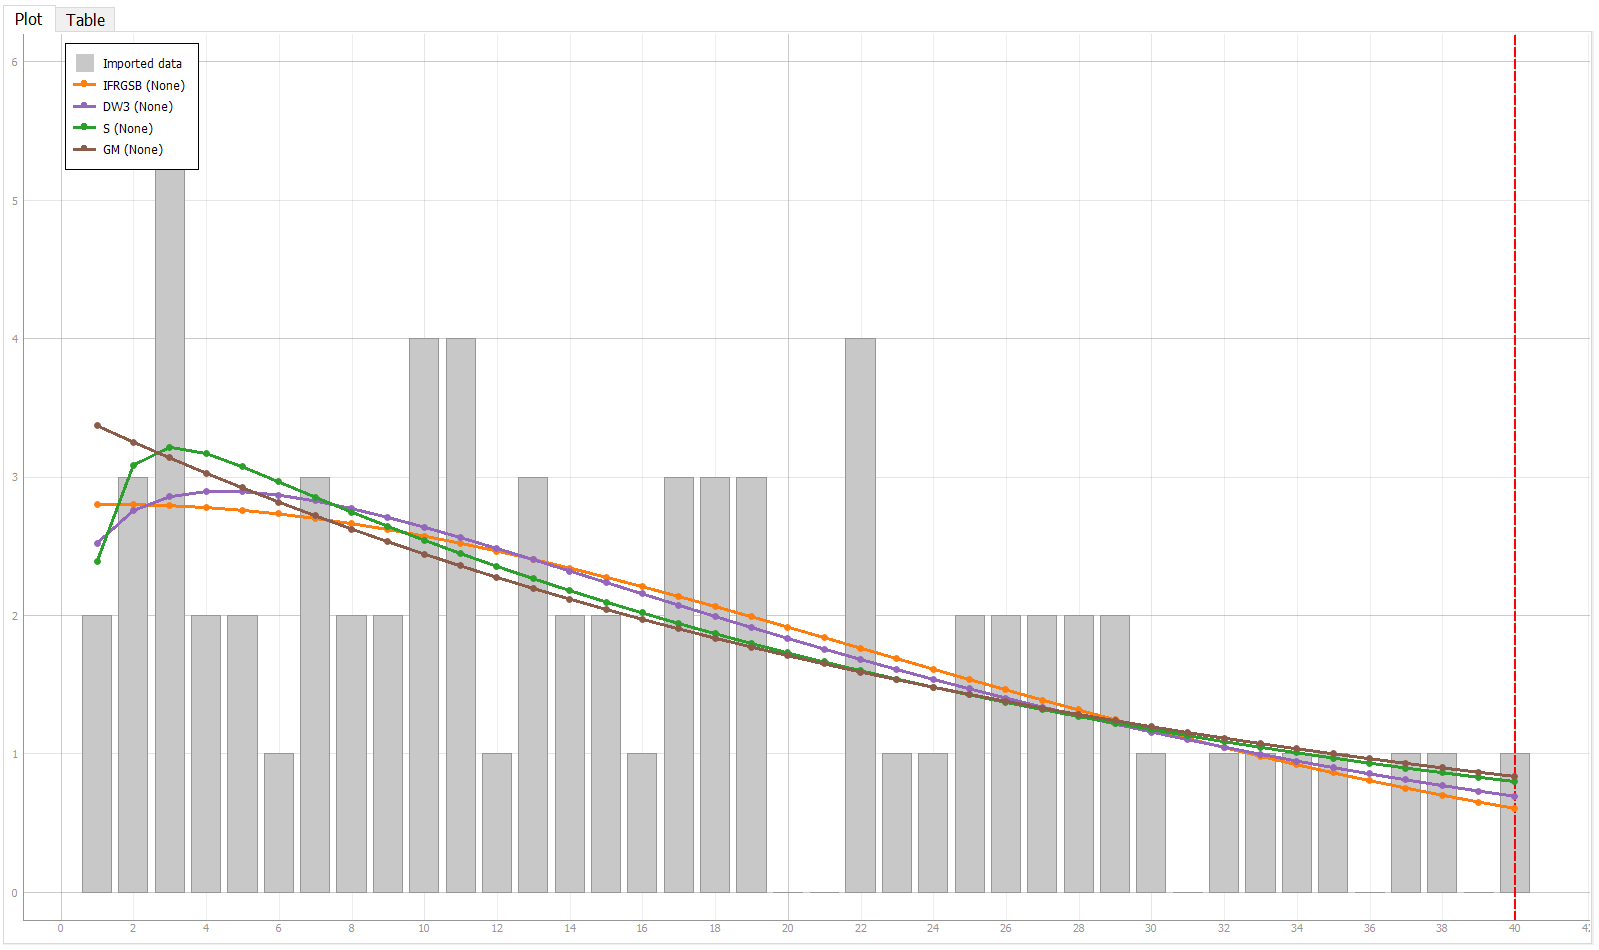 Plot Table
Imported data
IFRGSB (None)
DW3 (None)
S (None)
GM (None)
6
5
4
3
2
1
0
0 2 4 6 8 10 12 14 16 18 20 22 24 26 28 30 32 34 36 38 40